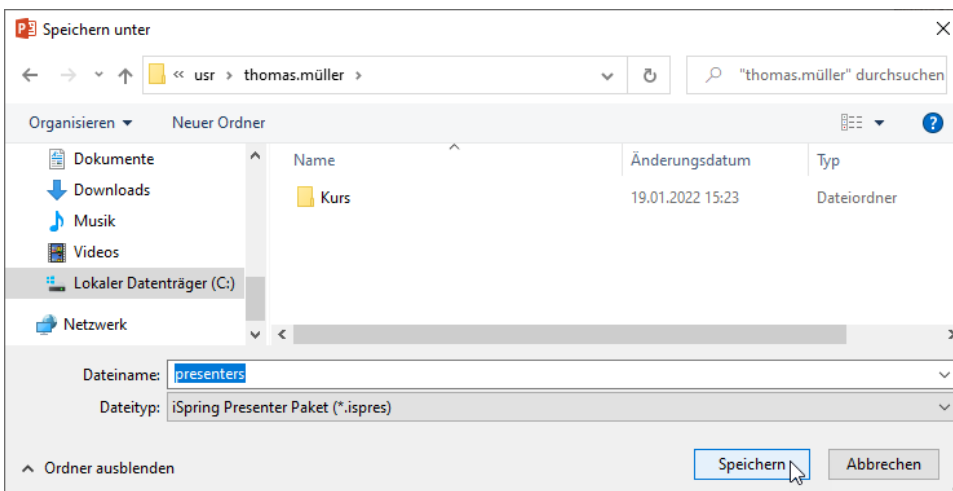 Speichern unter
« usr › thomas.müller ›
"thomas.müller" durchsuchen
Organisieren
Neuer Ordner
?
Dokumente
Downloads
Musik
Videos
Lokaler Datenträger (C:)
Netzwerk
Name Änderungsdatum Typ
Kurs 19.01.2022 15:23 Dateiordner
Dateiname: presenters
Dateityp: iSpring Presenter Paket (*.ispres)
Ordner ausblenden
Speichern Abbrechen